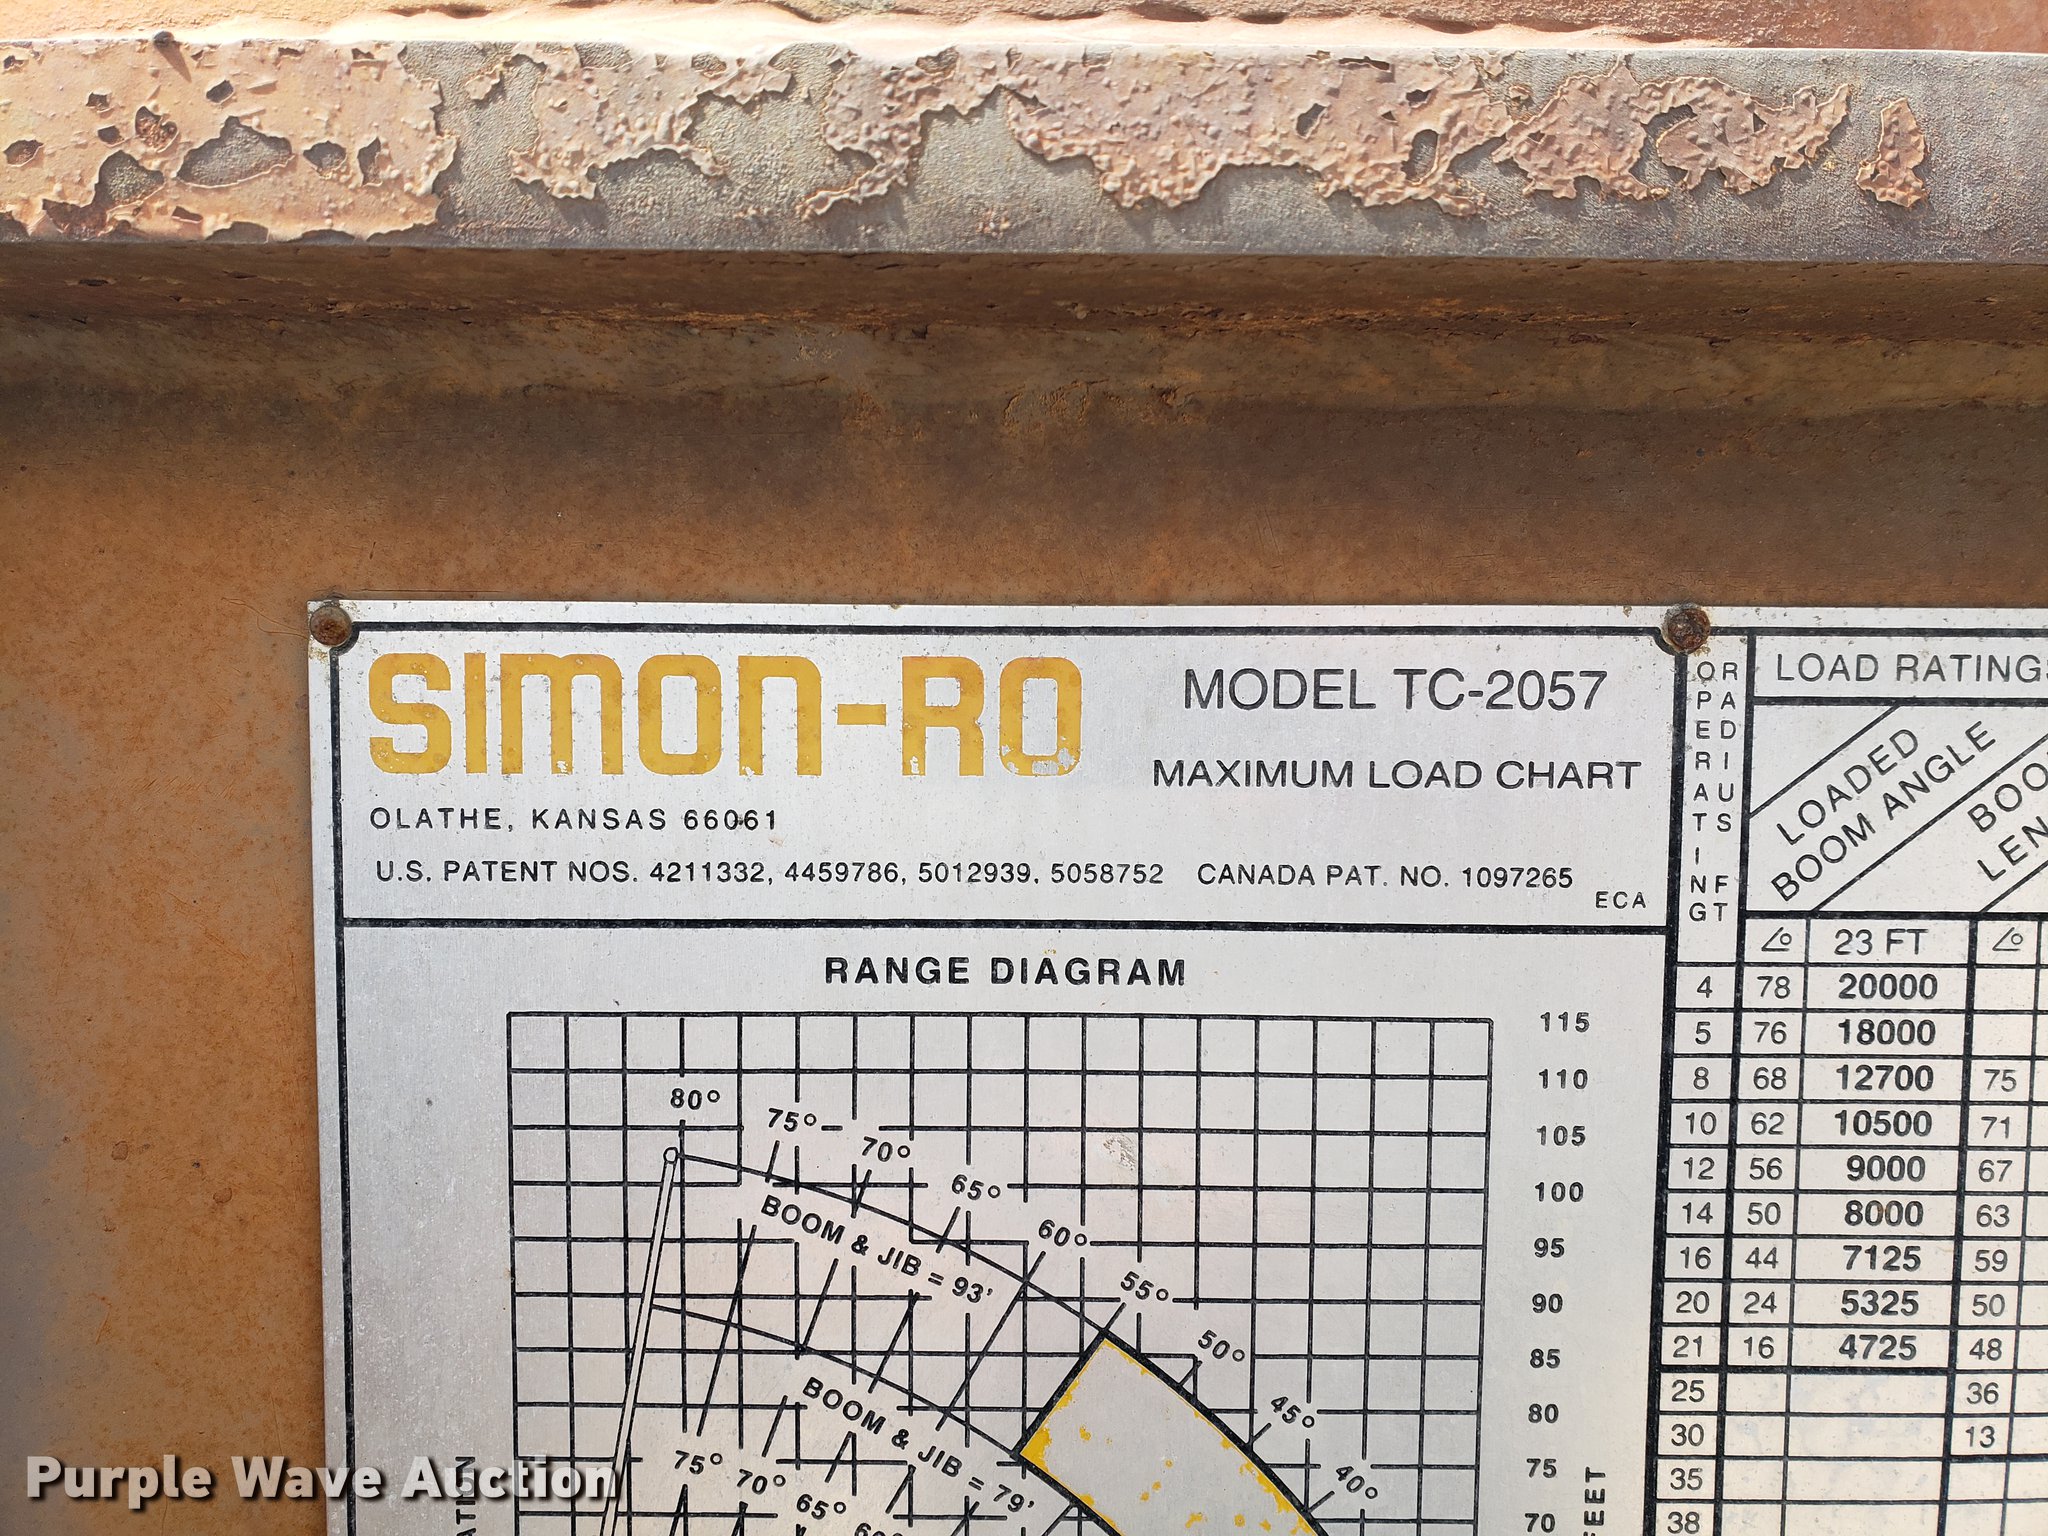 SIMON-RO
MODEL TC-2057
MAXIMUM LOAD CHART
OLATHE, KANSAS 66061
U.S. PATENT NOS. 4211332, 4459786, 5012939, 5058752 CANADA PAT. NO. 1097265
ECA
RANGE DIAGRAM
115
110
105
100
95
90
85
80
75
70
FEET
80°
75°
70°
65°
60°
55°
50°
45°
40°
BOOM & JIB = 93'
BOOM & JIB = 79'
75° 70° 65°
OPERATING
RADIUS FT
LOAD RATINGS
LOADED
BOOM ANGLE
23 FT
4 78 20000
5 76 18000
8 68 12700 75
10 62 10500 71
12 56 9000 67
14 50 8000 63
16 44 7125 59
20 24 5325 50
21 16 4725 48
25 36
30 13
35
38
Purple Wave Auction